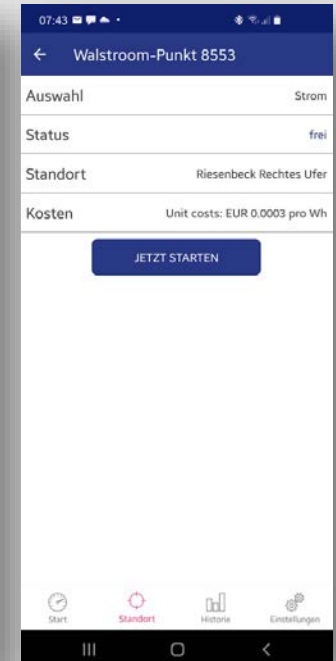 07:43
← Walstroom-Punkt 8553
Auswahl Strom
Status frei
Standort Riesenbeck Rechtes Ufer
Kosten Unit costs: EUR 0.0003 pro Wh
JETZT STARTEN
Start Standort Historie Einstellungen